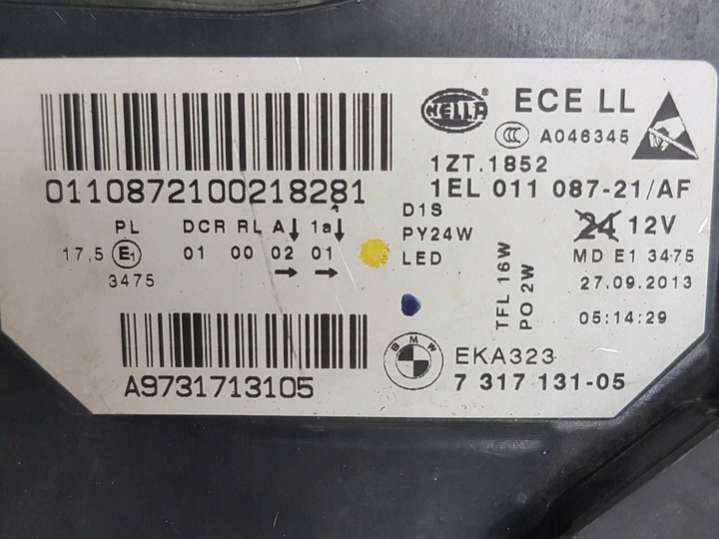 HELLA
ECE LL
CCC A046345
1ZT.1852
0110872100218281
1EL 011 087-21/AF
PL DCR RL A↓ 1a↓
17,5 E1 01 00 02 01
→ →
3475
D1S
PY24W
LED
24 12V
MD E1 3475
27.09.2013
05:14:29
TFL 16W
PO 2W
BMW
EKA323
A9731713105
7 317 131-05